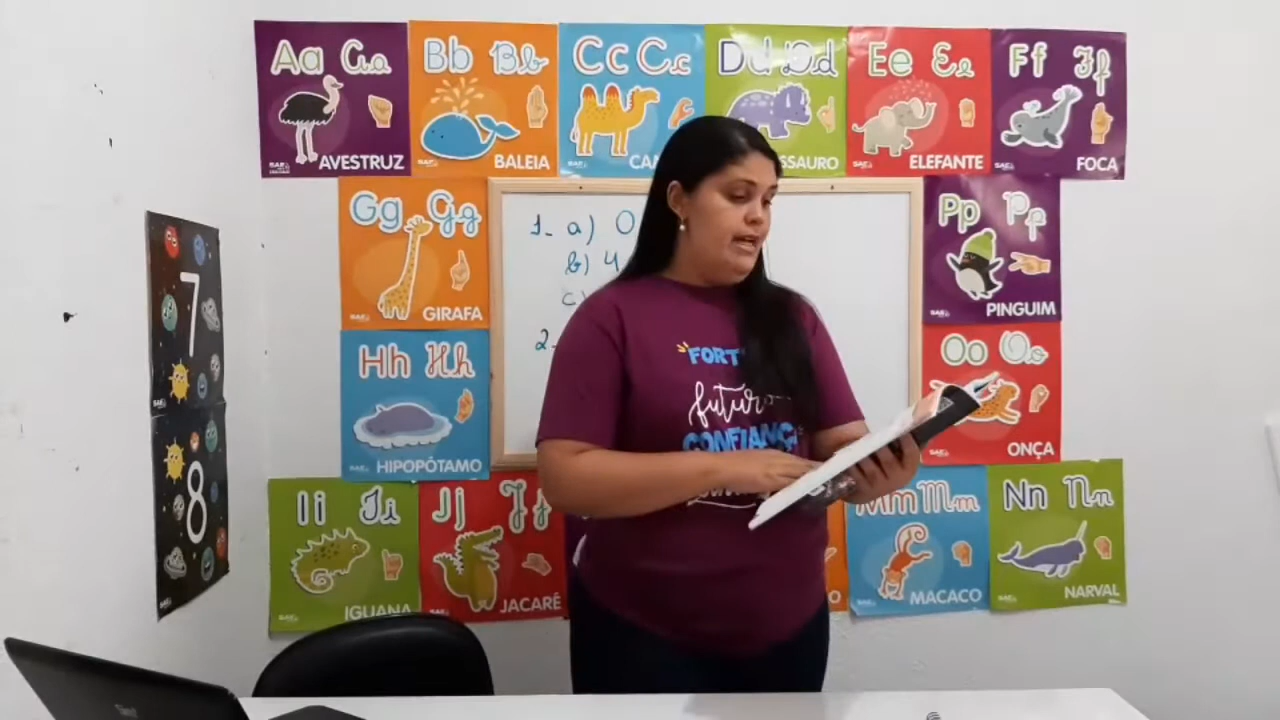 Aa Aa
AVESTRUZ
Bb Bb
BALEIA
Cc Cc
Dd Dd
Ee Ee
ELEFANTE
Ff Ff
FOCA
Gg Gg
GIRAFA
Pp Pp
PINGUIM
Hh Hh
HIPOPÓTAMO
Oo Oo
ONÇA
Ii Ii
IGUANA
Jj Jj
JACARÉ
Mm Mm
MACACO
Nn Nn
NARVAL
7
8
1- a) 0
b) 4
c)
2-
futuro
CONFIANÇA